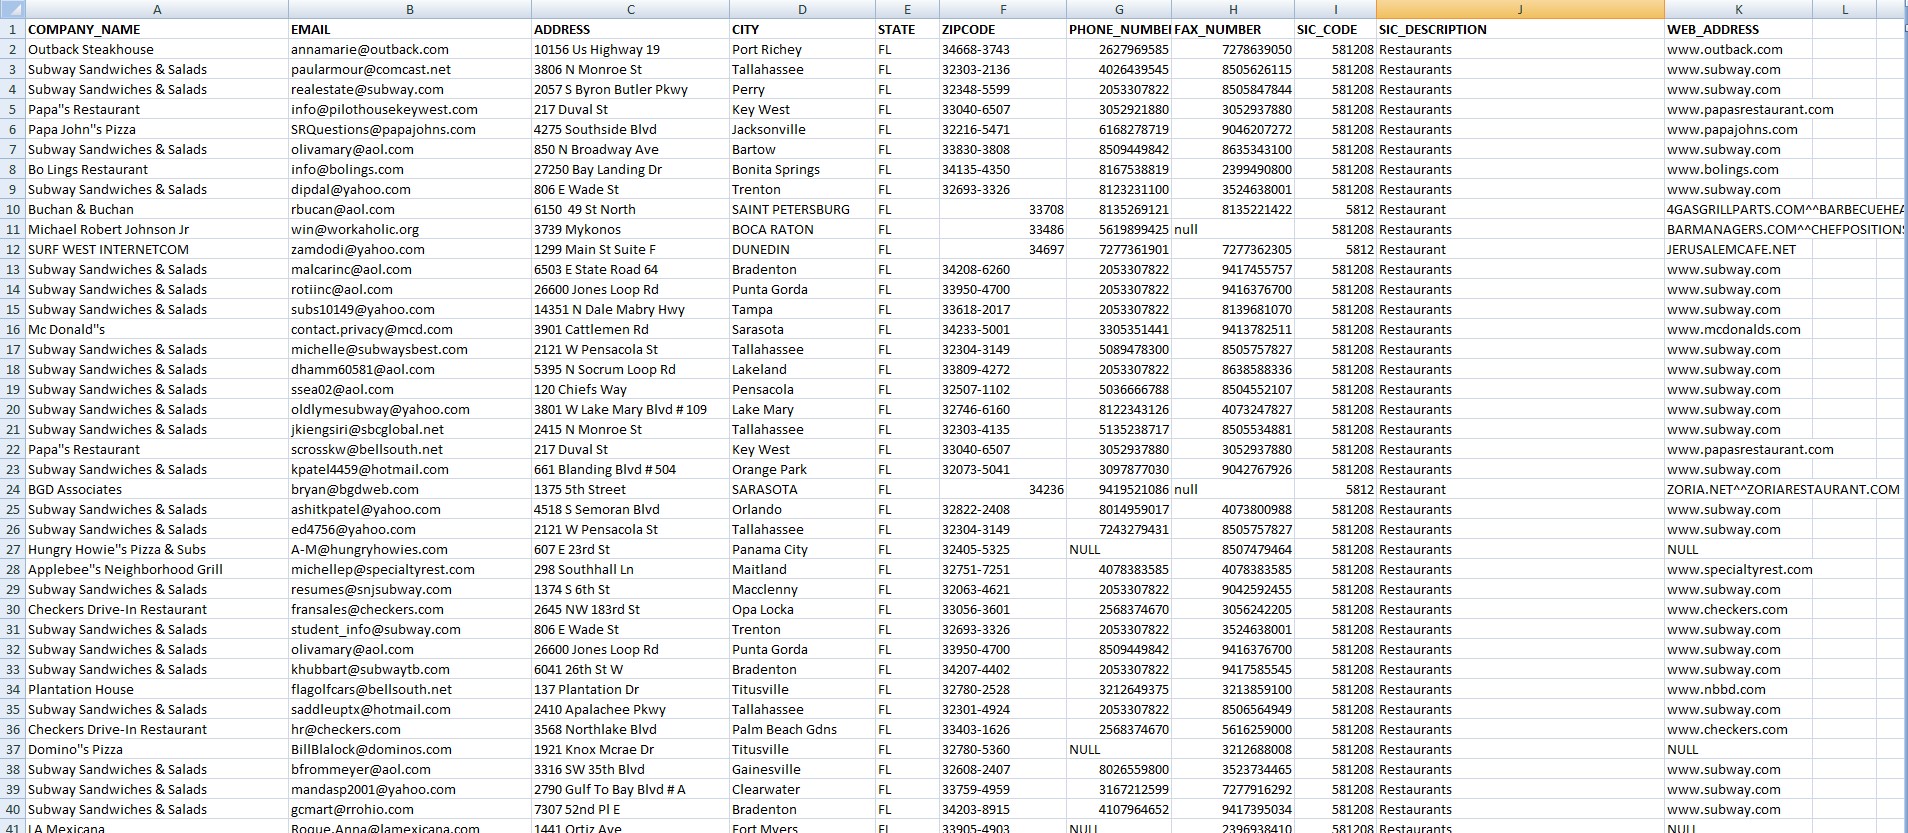 A B C D E F G H I J K L
1 COMPANY_NAME EMAIL ADDRESS CITY STATE ZIPCODE PHONE_NUMBE FAX_NUMBER SIC_CODE SIC_DESCRIPTION WEB_ADDRESS
2 Outback Steakhouse annamarie@outback.com 10156 Us Highway 19 Port Richey FL 34668-3743 2627969585 7278639050 581208 Restaurants www.outback.com
3 Subway Sandwiches & Salads paularmour@comcast.net 3806 N Monroe St Tallahassee FL 32303-2136 4026439545 8505626115 581208 Restaurants www.subway.com
4 Subway Sandwiches & Salads realestate@subway.com 2057 S Byron Butler Pkwy Perry FL 32348-5599 2053307822 8505847844 581208 Restaurants www.subway.com
5 Papa"s Restaurant info@pilothousekeywest.com 217 Duval St Key West FL 33040-6507 3052921880 3052937880 581208 Restaurants www.papasrestaurant.com
6 Papa John"s Pizza SRQuestions@papajohns.com 4275 Southside Blvd Jacksonville FL 32216-5471 6168278719 9046207272 581208 Restaurants www.papajohns.com
7 Subway Sandwiches & Salads olivamary@aol.com 850 N Broadway Ave Bartow FL 33830-3808 8509449842 8635343100 581208 Restaurants www.subway.com
8 Bo Lings Restaurant info@bolings.com 27250 Bay Landing Dr Bonita Springs FL 34135-4350 8167538819 2399490800 581208 Restaurants www.bolings.com
9 Subway Sandwiches & Salads dipdal@yahoo.com 806 E Wade St Trenton FL 32693-3326 8123231100 3524638001 581208 Restaurants www.subway.com
10 Buchan & Buchan rbucan@aol.com 6150 49 St North SAINT PETERSBURG FL 33708 8135269121 8135221422 5812 Restaurant 4GASGRILLPARTS.COM^^BARBECUEHEA
11 Michael Robert Johnson Jr win@workaholic.org 3739 Mykonos BOCA RATON FL 33486 5619899425 null 581208 Restaurant BARMANAGERS.COM^^CHEFPOSITIONS
12 SURF WEST INTERNETCOM zamdodi@yahoo.com 1299 Main St Suite F DUNEDIN FL 34697 7277361901 7277362305 5812 Restaurant JERUSALEMCAFE.NET
13 Subway Sandwiches & Salads malcarinc@aol.com 6503 E State Road 64 Bradenton FL 34208-6260 2053307822 9417455757 581208 Restaurants www.subway.com
14 Subway Sandwiches & Salads rotiinc@aol.com 26600 Jones Loop Rd Punta Gorda FL 33950-4700 2053307822 9416376700 581208 Restaurants www.subway.com
15 Subway Sandwiches & Salads subs10149@yahoo.com 14351 N Dale Mabry Hwy Tampa FL 33618-2017 2053307822 8139681070 581208 Restaurants www.subway.com
16 Mc Donald"s contact.privacy@mcd.com 3901 Cattlemen Rd Sarasota FL 34233-5001 3305351441 9413782511 581208 Restaurants www.mcdonalds.com
17 Subway Sandwiches & Salads michelle@subwaysbest.com 2121 W Pensacola St Tallahassee FL 32304-3149 5089478300 8505757827 581208 Restaurants www.subway.com
18 Subway Sandwiches & Salads dhamm60581@aol.com 5395 N Socrum Loop Rd Lakeland FL 33809-4272 2053307822 8638588336 581208 Restaurants www.subway.com
19 Subway Sandwiches & Salads ssea02@aol.com 120 Chiefs Way Pensacola FL 32507-1102 5036666788 8504552107 581208 Restaurants www.subway.com
20 Subway Sandwiches & Salads oldlymesubway@yahoo.com 3801 W Lake Mary Blvd # 109 Lake Mary FL 32746-6160 8122343126 4073247827 581208 Restaurants www.subway.com
21 Subway Sandwiches & Salads jkiengsiri@sbcglobal.net 2415 N Monroe St Tallahassee FL 32303-4135 5135238717 8505534881 581208 Restaurants www.subway.com
22 Papa"s Restaurant scrosskw@bellsouth.net 217 Duval St Key West FL 33040-6507 3052937880 3052937880 581208 Restaurants www.papasrestaurant.com
23 Subway Sandwiches & Salads kpatel4459@hotmail.com 661 Blanding Blvd # 504 Orange Park FL 32073-5041 3097877030 9042767926 581208 Restaurants www.subway.com
24 BGD Associates bryan@bgdweb.com 1375 5th Street SARASOTA FL 34236 9419521086 null 5812 Restaurant ZORIA.NET^^ZORIARESTAURANT.COM
25 Subway Sandwiches & Salads ashitkpatel@yahoo.com 4518 S Semoran Blvd Orlando FL 32822-2408 8014959017 4073800988 581208 Restaurants www.subway.com
26 Subway Sandwiches & Salads ed4756@yahoo.com 2121 W Pensacola St Tallahassee FL 32304-3149 7243279431 8505757827 581208 Restaurants www.subway.com
27 Hungry Howie"s Pizza & Subs A-M@hungryhowies.com 607 E 23rd St Panama City FL 32405-5325 NULL 8507479464 581208 Restaurants NULL
28 Applebee"s Neighborhood Grill michellep@specialtyrest.com 298 Southhall Ln Maitland FL 32751-7251 4078383585 4078383585 581208 Restaurants www.specialtyrest.com
29 Subway Sandwiches & Salads resumes@snjsubway.com 1374 S 6th St Macclenny FL 32063-4621 2053307822 9042592455 581208 Restaurants www.subway.com
30 Checkers Drive-In Restaurant fransales@checkers.com 2645 NW 183rd St Opa Locka FL 33056-3601 2568374670 3056242205 581208 Restaurants www.checkers.com
31 Subway Sandwiches & Salads student_info@subway.com 806 E Wade St Trenton FL 32693-3326 2053307822 3524638001 581208 Restaurants www.subway.com
32 Subway Sandwiches & Salads olivamary@aol.com 26600 Jones Loop Rd Punta Gorda FL 33950-4700 8509449842 9416376700 581208 Restaurants www.subway.com
33 Subway Sandwiches & Salads khubbart@subwaytb.com 6041 26th St W Bradenton FL 34207-4402 2053307822 9417585545 581208 Restaurants www.subway.com
34 Plantation House flagolfcars@bellsouth.net 137 Plantation Dr Titusville FL 32780-2528 3212649375 3213859100 581208 Restaurants www.nbbd.com
35 Subway Sandwiches & Salads saddleuptx@hotmail.com 2410 Apalachee Pkwy Tallahassee FL 32301-4924 2053307822 8506564949 581208 Restaurants www.subway.com
36 Checkers Drive-In Restaurant hr@checkers.com 3568 Northlake Blvd Palm Beach Gdns FL 33403-1626 2568374670 5616259000 581208 Restaurants www.checkers.com
37 Domino"s Pizza BillBlalock@dominos.com 1921 Knox Mcrae Dr Titusville FL 32780-5360 NULL 3212688008 581208 Restaurants NULL
38 Subway Sandwiches & Salads bfrommeyer@aol.com 3316 SW 35th Blvd Gainesville FL 32608-2407 8026559800 3523734465 581208 Restaurants www.subway.com
39 Subway Sandwiches & Salads mandasp2001@yahoo.com 2790 Gulf To Bay Blvd # A Clearwater FL 33759-4959 3167212599 7277916292 581208 Restaurants www.subway.com
40 Subway Sandwiches & Salads gcmart@rrohio.com 7307 52nd Pl E Bradenton FL 34203-8915 4107964652 9417395034 581208 Restaurants www.subway.com
41 LA Mexicana Rogue.Anna@lamexicana.com 1441 Ortiz Ave Fort Myers FL 33905-4903 NULL 2396938410 581208 Restaurants NULL